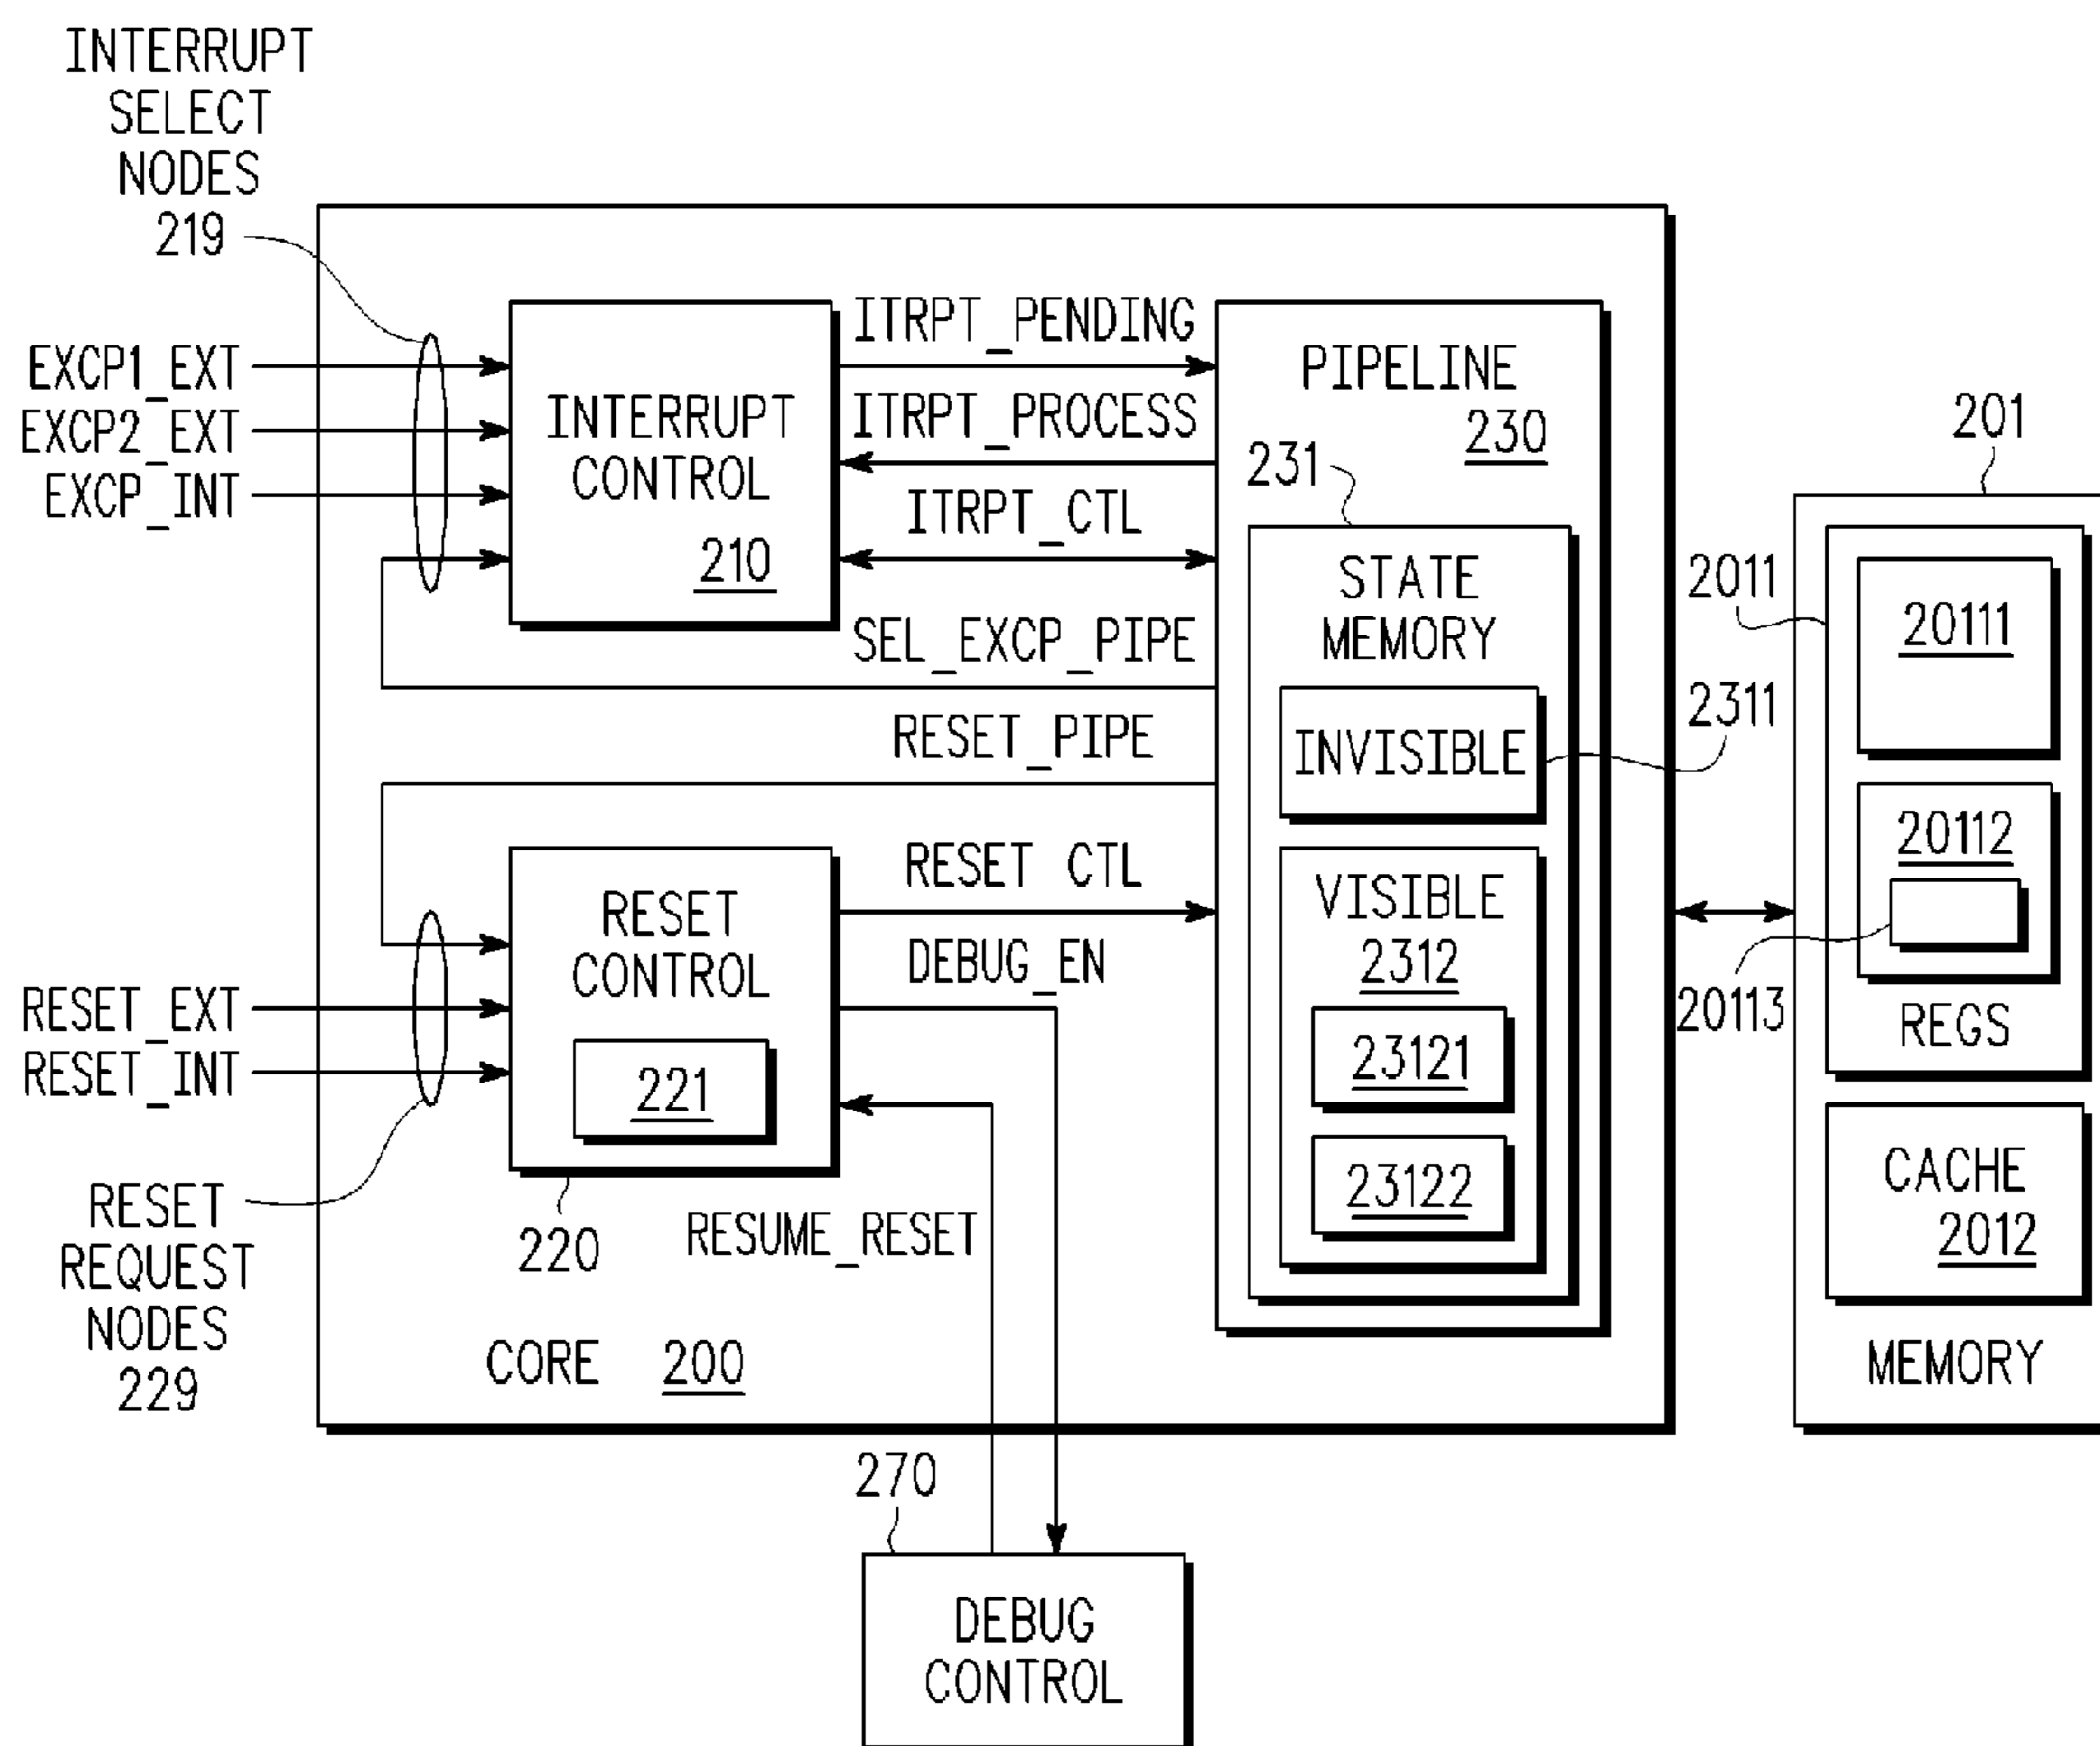 INTERRUPT
SELECT
NODES
219
EXCP1_EXT
EXCP2_EXT
EXCP_INT
INTERRUPT
CONTROL
210
ITRPT_PENDING
ITRPT_PROCESS
ITRPT_CTL
SEL_EXCP_PIPE
RESET_PIPE
PIPELINE
230
231
STATE
MEMORY
INVISIBLE
2311
VISIBLE
2312
23121
23122
RESET_EXT
RESET_INT
RESET
REQUEST
NODES
229
RESET
CONTROL
221
220
RESET CTL
DEBUG_EN
RESUME_RESET
CORE 200
201
2011
20111
20112
20113
REGS
CACHE
2012
MEMORY
270
DEBUG
CONTROL